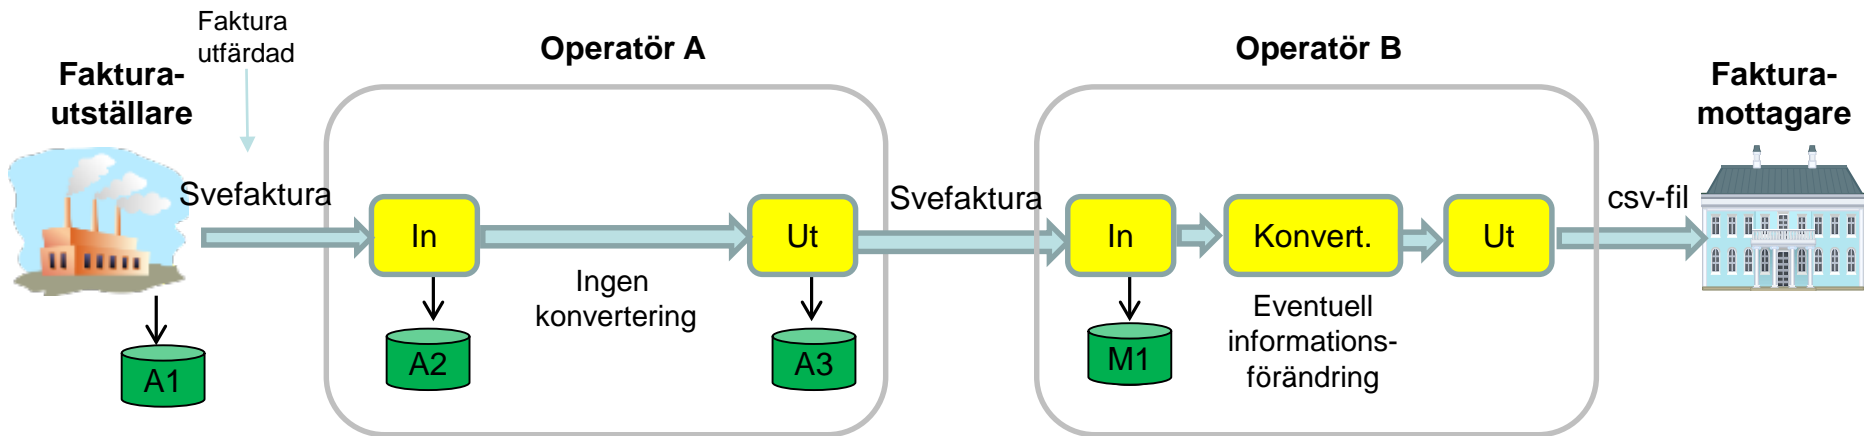 Faktura
utfärdad
Operatör A
Operatör B
Faktura-
utställare
Faktura-
mottagare
Svefaktura
In
Ut
Svefaktura
In
Konvert.
Ut
csv-fil
Ingen
konvertering
Eventuell
informations-
förändring
A1
A2
A3
M1